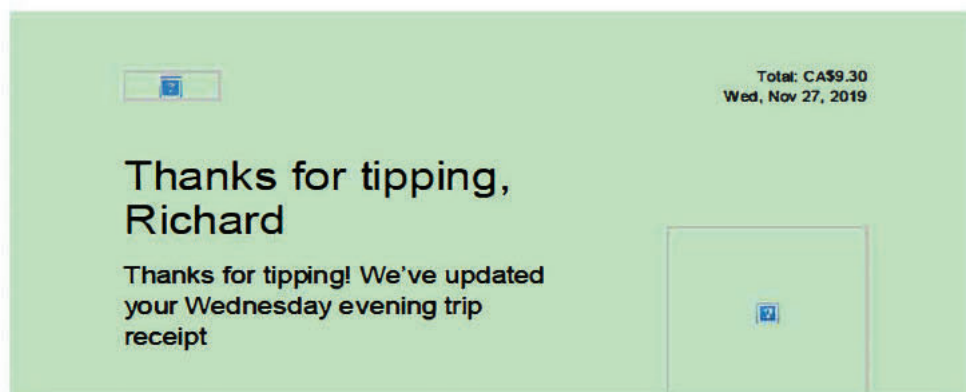 Total: CA$9.30
Wed, Nov 27, 2019
Thanks for tipping,
Richard
Thanks for tipping! We've updated
your Wednesday evening trip
receipt